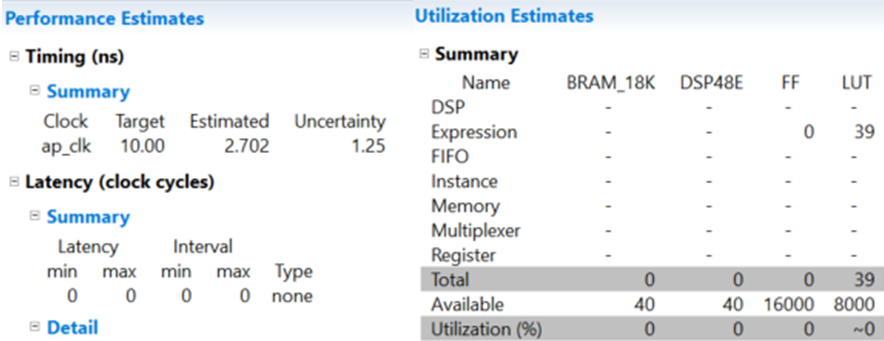 Performance Estimates
Timing (ns)
Summary
Clock Target Estimated Uncertainty
ap_clk 10.00 2.702 1.25
Latency (clock cycles)
Summary
Latency Interval
min max min max Type
0 0 0 0 none
Detail
Utilization Estimates
Summary
Name BRAM_18K DSP48E FF LUT
DSP - - - -
Expression - - 0 39
FIFO - - - -
Instance - - - -
Memory - - - -
Multiplexer - - - -
Register - - - -
Total 0 0 0 39
Available 40 40 16000 8000
Utilization (%) 0 0 0 ~0